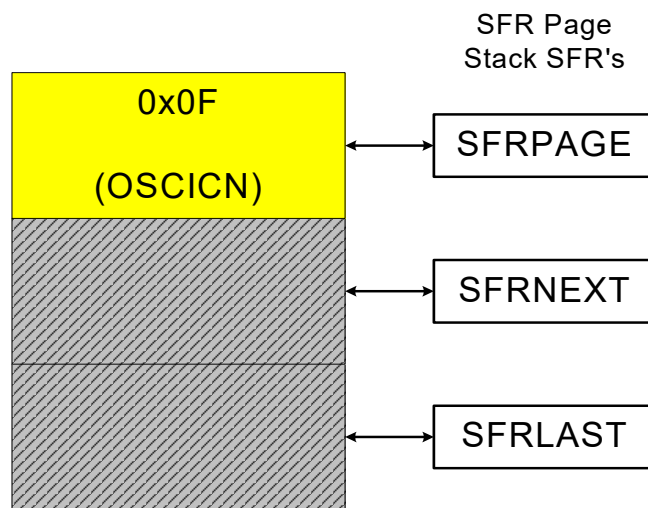 SFR Page
Stack SFR's
0x0F
(OSCICN)
SFRPAGE
SFRNEXT
SFRLAST